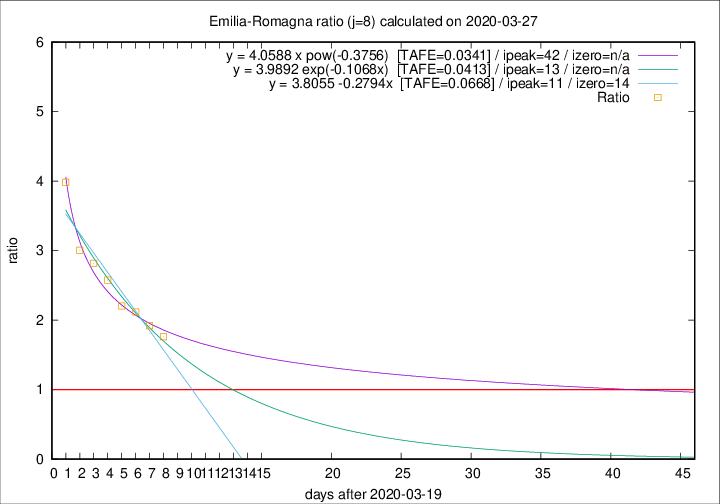 Emilia-Romagna ratio (j=8) calculated on 2020-03-27
y = 4.0588 x pow(-0.3756) [TAFE=0.0341] / ipeak=42 / izero=n/a
y = 3.9892 exp(-0.1068x) [TAFE=0.0413] / ipeak=13 / izero=n/a
y = 3.8055 -0.2794x [TAFE=0.0668] / ipeak=11 / izero=14
Ratio
6
5
4
3
2
1
0
ratio
0 1 2 3 4 5 6 7 8 9 10 11 12 13 14 15 20 25 30 35 40 45
days after 2020-03-19